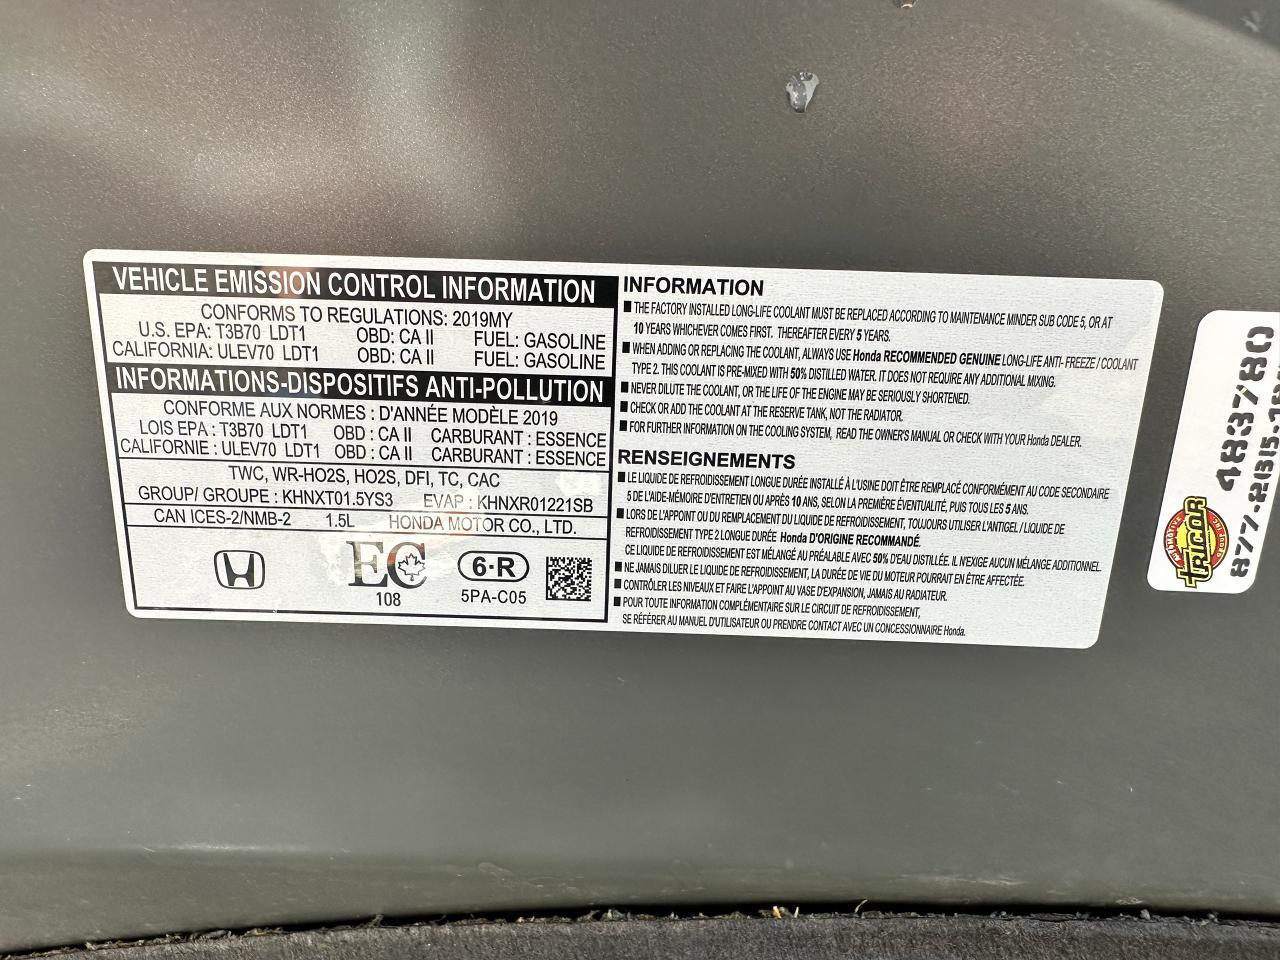 VEHICLE EMISSION CONTROL INFORMATION
CONFORMS TO REGULATIONS: 2019MY
U.S. EPA: T3B70 LDT1 OBD: CA II FUEL: GASOLINE
CALIFORNIA: ULEV70 LDT1 OBD: CA II FUEL: GASOLINE
INFORMATIONS-DISPOSITIFS ANTI-POLLUTION
CONFORME AUX NORMES : D'ANNÉE MODÈLE 2019
LOIS EPA : T3B70 LDT1 OBD : CA II CARBURANT : ESSENCE
CALIFORNIE : ULEV70 LDT1 OBD : CA II CARBURANT : ESSENCE
TWC, WR-HO2S, HO2S, DFI, TC, CAC
GROUP/ GROUPE : KHNXT01.5YS3 EVAP : KHNXR01221SB
CAN ICES-2/NMB-2 1.5L HONDA MOTOR CO., LTD.
EC
108
6-R
5PA-C05
INFORMATION
■ THE FACTORY INSTALLED LONG-LIFE COOLANT MUST BE REPLACED ACCORDING TO MAINTENANCE MINDER SUB CODE 5, OR AT
10 YEARS WHICHEVER COMES FIRST. THEREAFTER EVERY 5 YEARS.
■ WHEN ADDING OR REPLACING THE COOLANT, ALWAYS USE Honda RECOMMENDED GENUINE LONG-LIFE ANTI- FREEZE / COOLANT
TYPE 2. THIS COOLANT IS PRE-MIXED WITH 50% DISTILLED WATER. IT DOES NOT REQUIRE ANY ADDITIONAL MIXING.
■ NEVER DILUTE THE COOLANT, OR THE LIFE OF THE ENGINE MAY BE SERIOUSLY SHORTENED.
■ CHECK OR ADD THE COOLANT AT THE RESERVE TANK, NOT THE RADIATOR.
■ FOR FURTHER INFORMATION ON THE COOLING SYSTEM, READ THE OWNER'S MANUAL OR CHECK WITH YOUR Honda DEALER.
RENSEIGNEMENTS
■ LE LIQUIDE DE REFROIDISSEMENT LONGUE DURÉE INSTALLÉ À L'USINE DOIT ÊTRE REMPLACÉ CONFORMÉMENT AU CODE SECONDAIRE
5 DE L'AIDE-MÉMOIRE D'ENTRETIEN OU APRÈS 10 ANS, SELON LA PREMIÈRE ÉVENTUALITÉ, PUIS TOUS LES 5 ANS.
■ LORS DE L'APPOINT OU DU REMPLACEMENT DU LIQUIDE DE REFROIDISSEMENT, TOUJOURS UTILISER L'ANTIGEL / LIQUIDE DE
REFROIDISSEMENT TYPE 2 LONGUE DURÉE Honda D'ORIGINE RECOMMANDÉ.
CE LIQUIDE DE REFROIDISSEMENT EST MÉLANGÉ AU PRÉALABLE AVEC 50% D'EAU DISTILLÉE. IL N'EXIGE AUCUN MÉLANGE ADDITIONNEL.
■ NE JAMAIS DILUER LE LIQUIDE DE REFROIDISSEMENT, LA DURÉE DE VIE DU MOTEUR POURRAIT EN ÊTRE AFFECTÉE.
■ CONTRÔLER LES NIVEAUX ET FAIRE L'APPOINT AU VASE D'EXPANSION, JAMAIS AU RADIATEUR.
■ POUR TOUTE INFORMATION COMPLÉMENTAIRE SUR LE CIRCUIT DE REFROIDISSEMENT,
SE RÉFÉRER AU MANUEL D'UTILISATEUR OU PRENDRE CONTACT AVEC UN CONCESSIONNAIRE Honda.
TRICOR
4837780